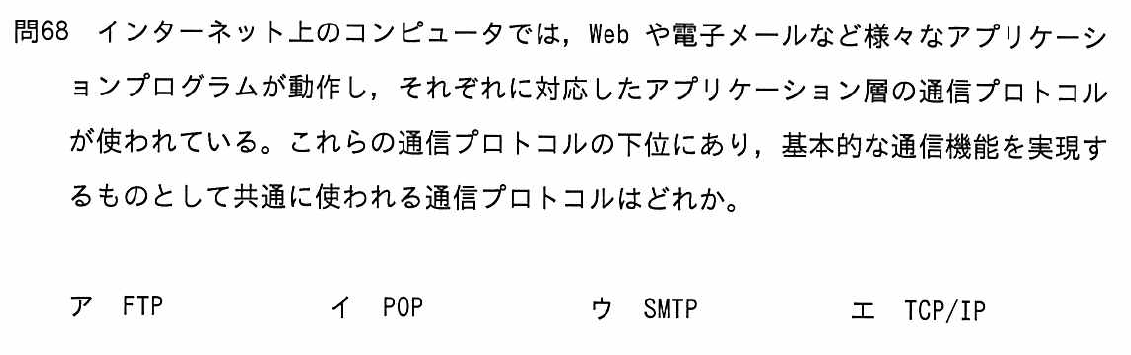 問68 インターネット上のコンピュータでは，Web や電子メールなど様々なアプリケーシ
ョンプログラムが動作し，それぞれに対応したアプリケーション層の通信プロトコル
が使われている。これらの通信プロトコルの下位にあり，基本的な通信機能を実現す
るものとして共通に使われる通信プロトコルはどれか。
ア FTP イ POP ウ SMTP エ TCP/IP